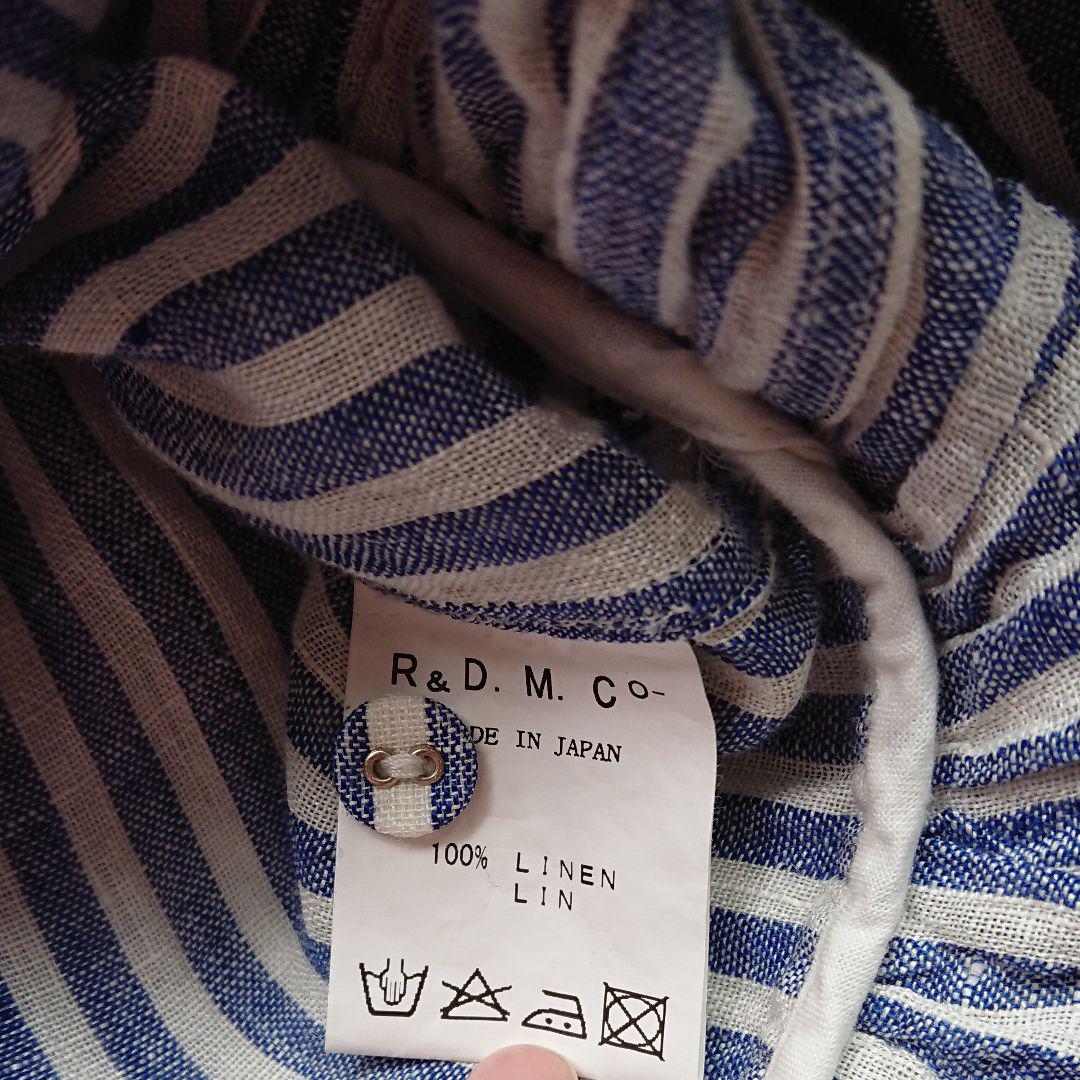 R&D. M. Co-
DE IN JAPAN
100% LINEN
LIN